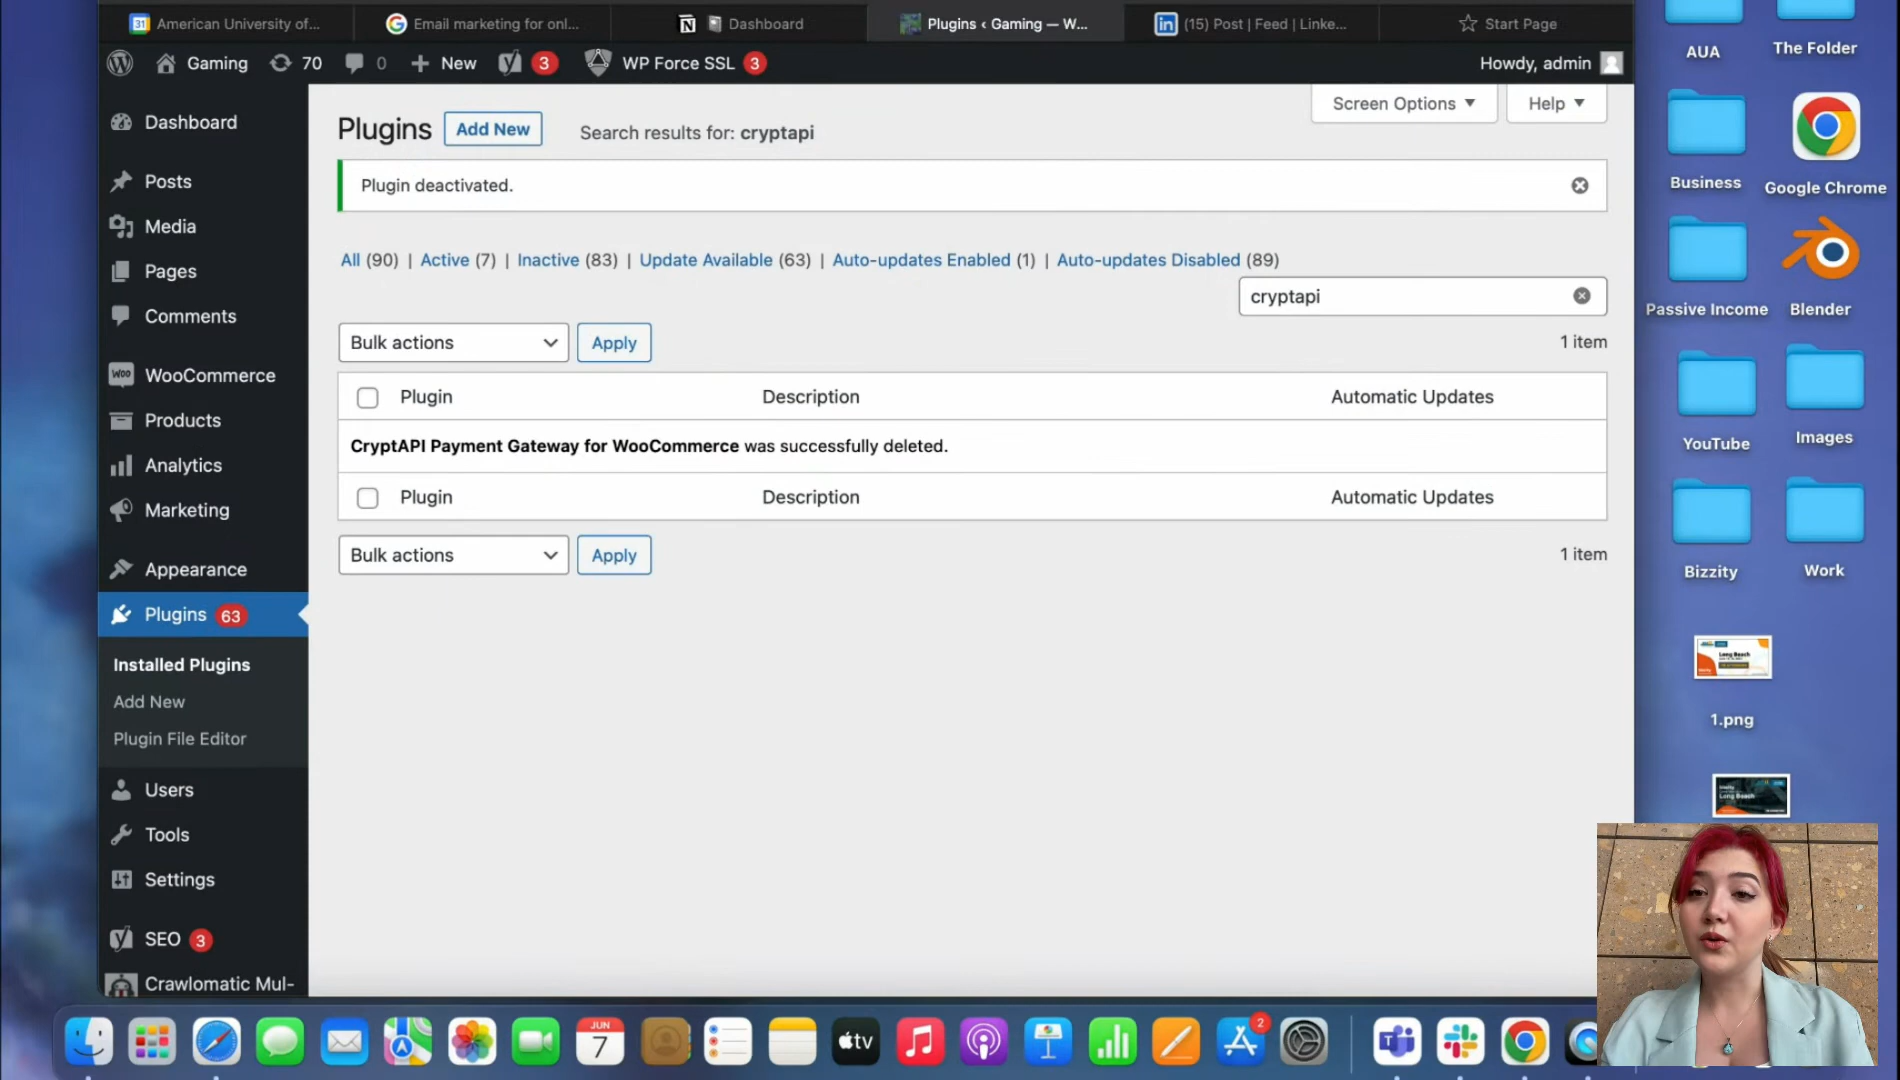 American University of...
Email marketing for onl...
Dashboard
Plugins ‹ Gaming — W...
(15) Post | Feed | Linke...
Start Page
Gaming
70
0
New
3
WP Force SSL 3
Howdy, admin
Dashboard
Posts
Media
Pages
Comments
WooCommerce
Products
Analytics
Marketing
Appearance
Plugins 63
Installed Plugins
Add New
Plugin File Editor
Users
Tools
Settings
SEO 3
Crawlomatic Mul-
Screen Options
Help
Plugins
Add New
Search results for: cryptapi
Plugin deactivated.
All (90) | Active (7) | Inactive (83) | Update Available (63) | Auto-updates Enabled (1) | Auto-updates Disabled (89)
cryptapi
Bulk actions
Apply
1 item
Plugin Description Automatic Updates
CryptAPI Payment Gateway for WooCommerce was successfully deleted.
Plugin Description Automatic Updates
Bulk actions
Apply
1 item
AUA
The Folder
Business
Google Chrome
Passive Income
Blender
YouTube
Images
Bizzity
Work
Long Beach
1.png
Long Beach
JUN
7
tv
2